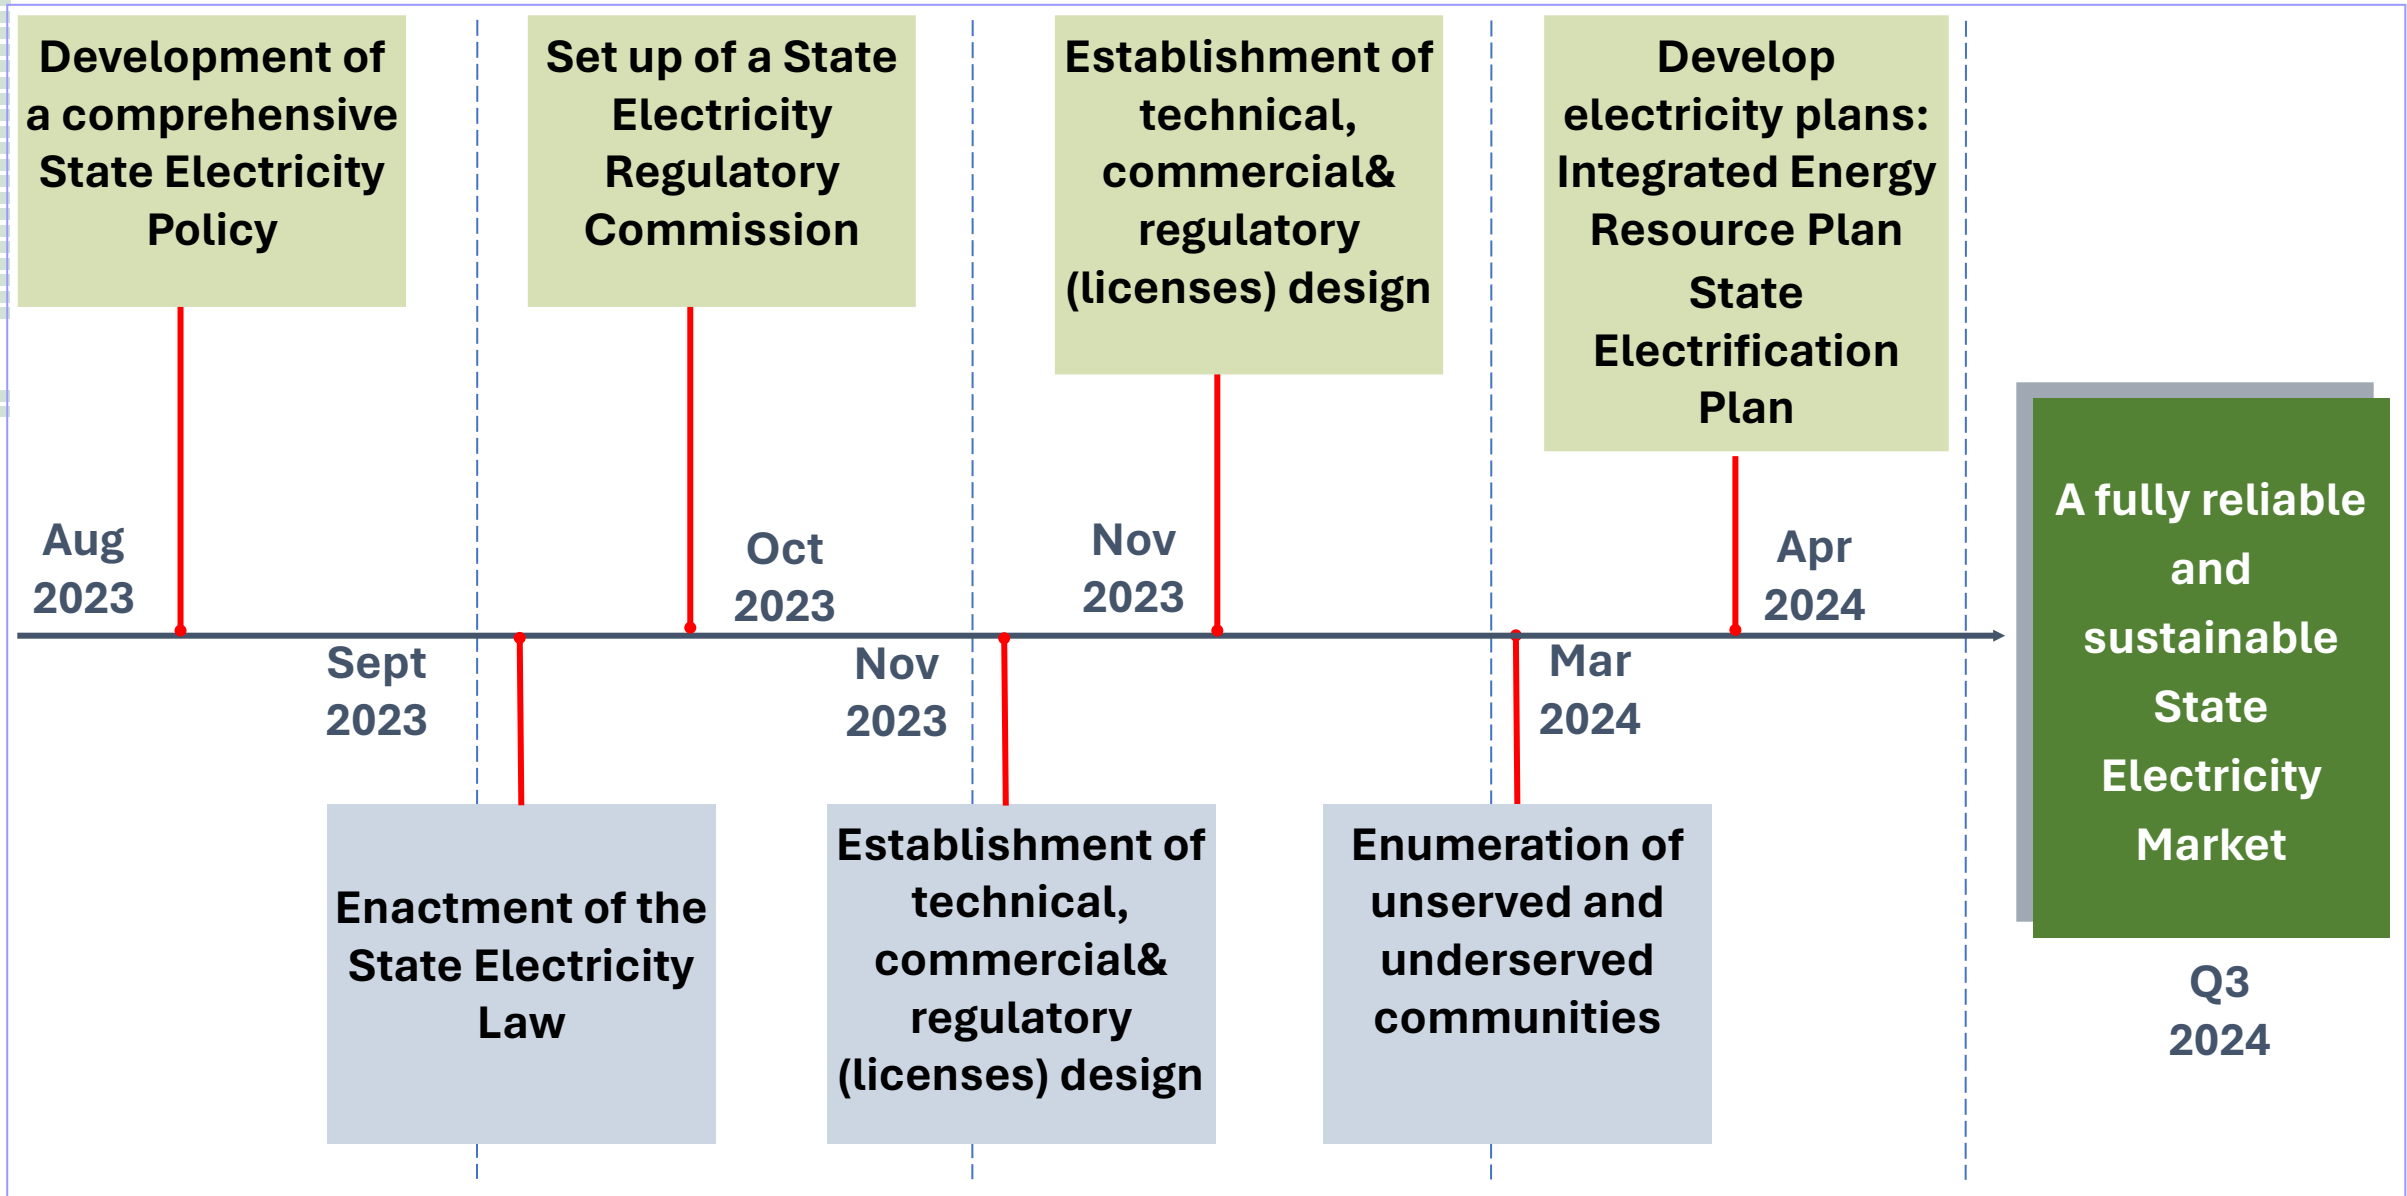 Development of
a comprehensive
State Electricity
Policy
Set up of a State
Electricity
Regulatory
Commission
Establishment of
technical,
commercial&
regulatory
(licenses) design
Develop
electricity plans:
Integrated Energy
Resource Plan
State
Electrification
Plan
Aug
2023
Oct
2023
Nov
2023
Apr
2024
Sept
2023
Nov
2023
Mar
2024
Enactment of the
State Electricity
Law
Establishment of
technical,
commercial&
regulatory
(licenses) design
Enumeration of
unserved and
underserved
communities
A fully reliable
and
sustainable
State
Electricity
Market
Q3
2024